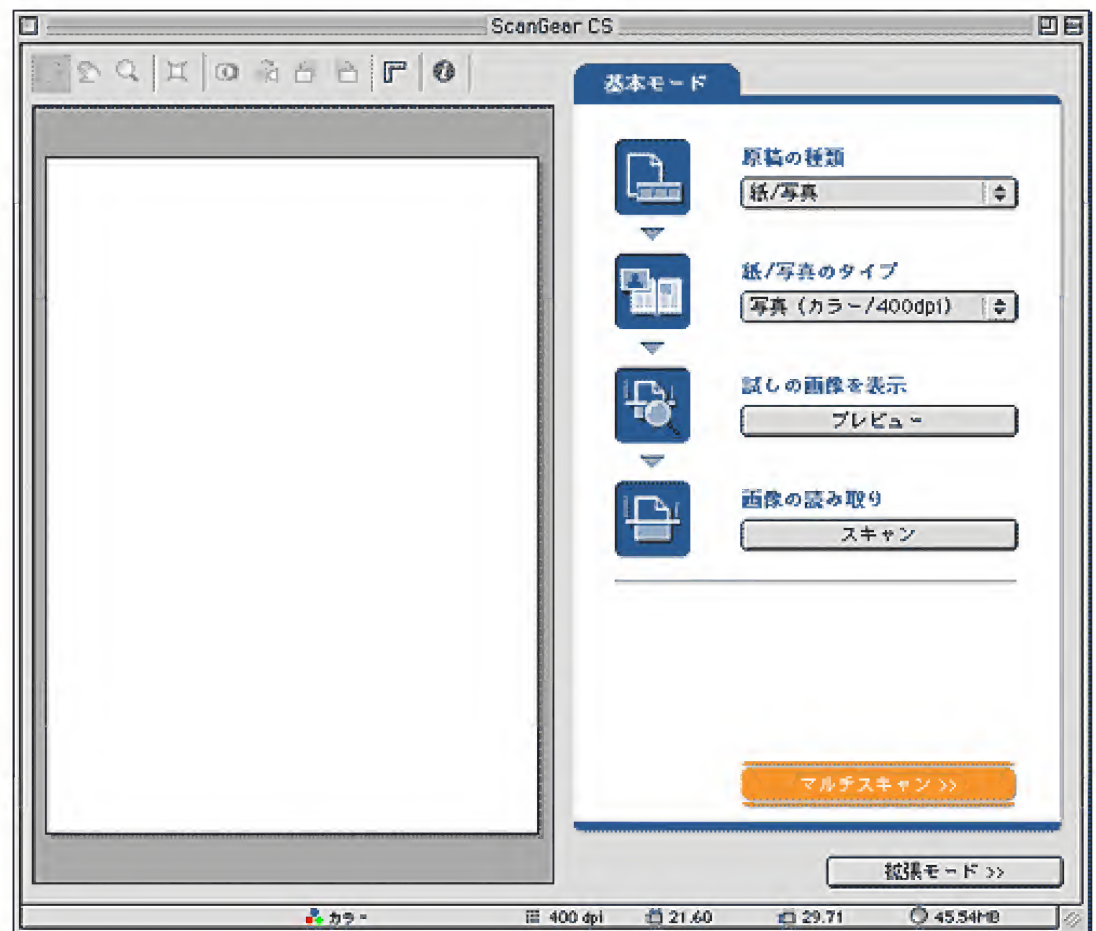 ScanGear CS
基本モード
原稿の種類
紙/写真
紙/写真のタイプ
写真（カラー/400dpi）
試しの画像を表示
プレビュー
画像の読み取り
スキャン
マルチスキャン >>
拡張モード >>
カラー
400 dpi
21.60
29.71
45.54MB